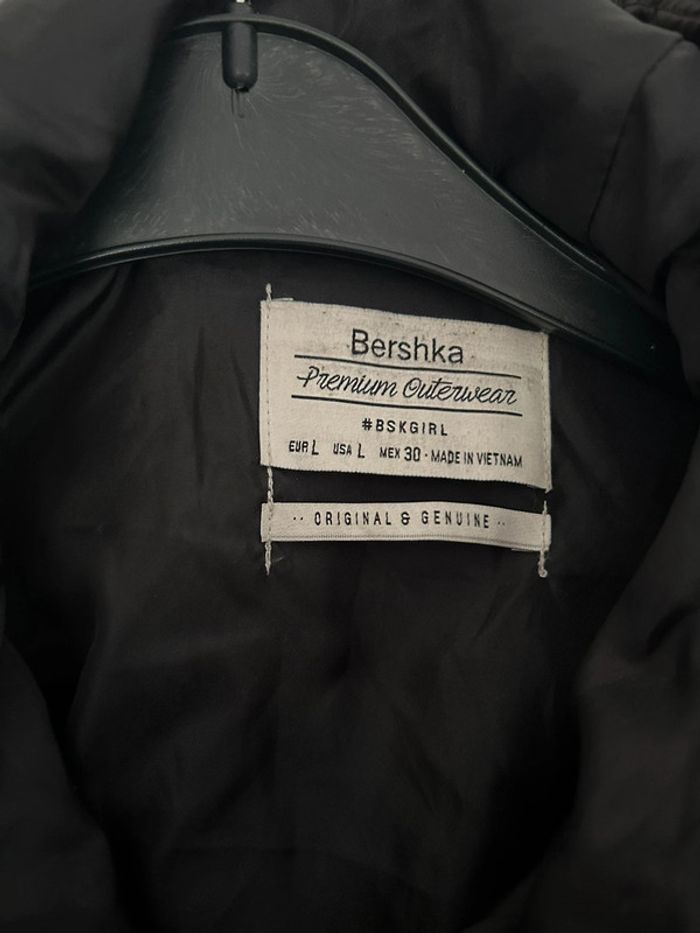 Bershka
Premium Outerwear
#BSKGIRL
EUR L USA L MEX 30 · MADE IN VIETNAM
·· ORIGINAL & GENUINE ··